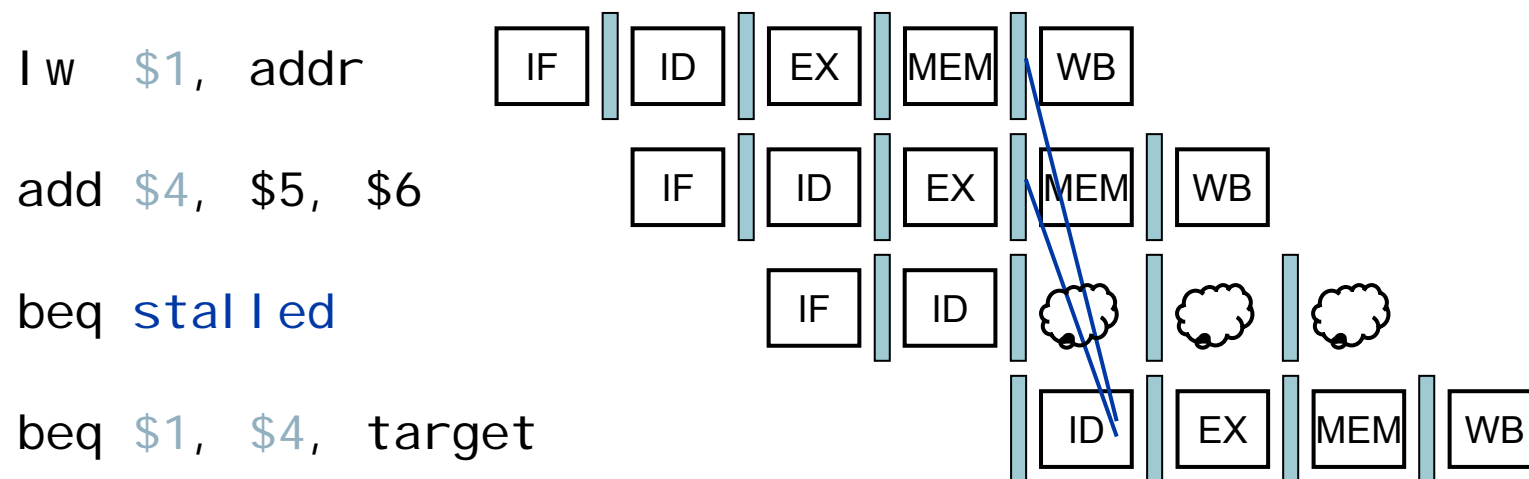 lw $1, addr IF ID EX MEM WB
add $4, $5, $6 IF ID EX MEM WB
beq stalled IF ID
beq $1, $4, target ID EX MEM WB